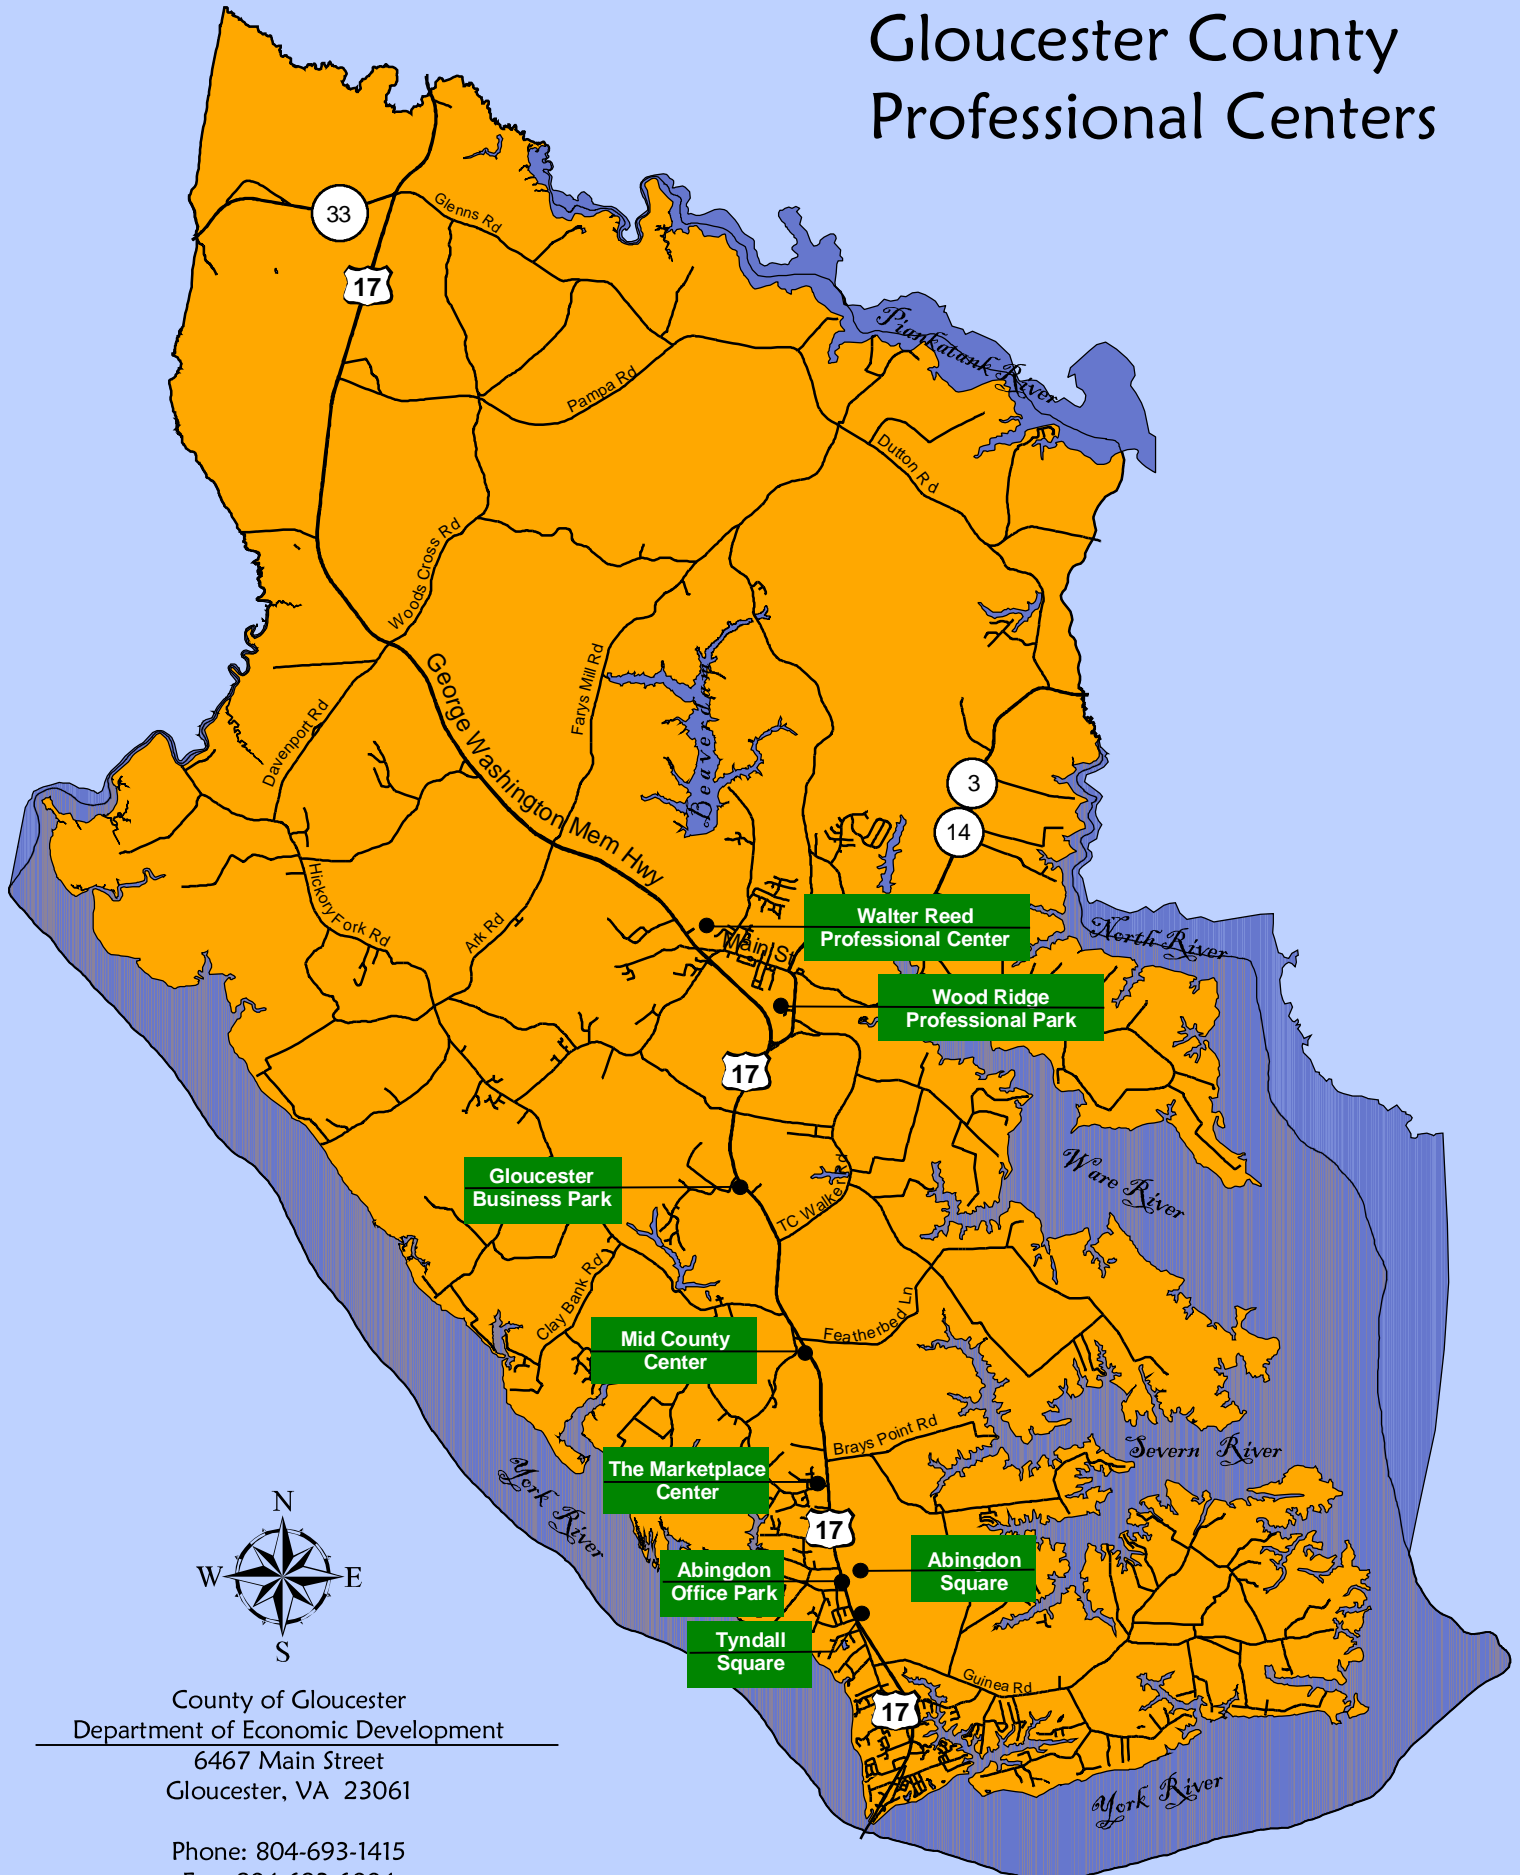 Gloucester County
Professional Centers
33
Glenns Rd
17
Piankatank River
Pampa Rd
Dutton Rd
Woods Cross Rd
George Washington Mem Hwy
Farys Mill Rd
Beaverdam
Davenport Rd
3
14
Hickory Fork Rd
Ark Rd
Walter Reed
Professional Center
Main St
North River
Wood Ridge
Professional Park
17
Ware River
Gloucester
Business Park
TC Walker Rd
Clay Bank Rd
Featherbed Ln
Mid County
Center
Brays Point Rd
Severn River
The Marketplace
Center
York River
17
Abingdon
Square
Abingdon
Office Park
Tyndall
Square
Guinea Rd
17
York River
N
W
E
S
County of Gloucester
Department of Economic Development
6467 Main Street
Gloucester, VA 23061
Phone: 804-693-1415